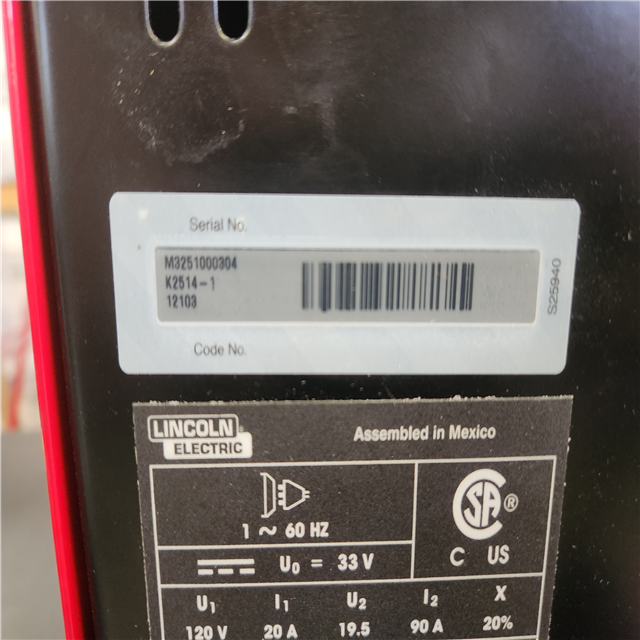 Serial No.
M3251000304
K2514-1
12103
Code No.
S25940
LINCOLN
ELECTRIC
Assembled in Mexico
1 ~ 60 HZ
U0 = 33 V
SA ®
C US
U1 I1 U2 I2 X
120 V 20 A 19.5 90 A 20%